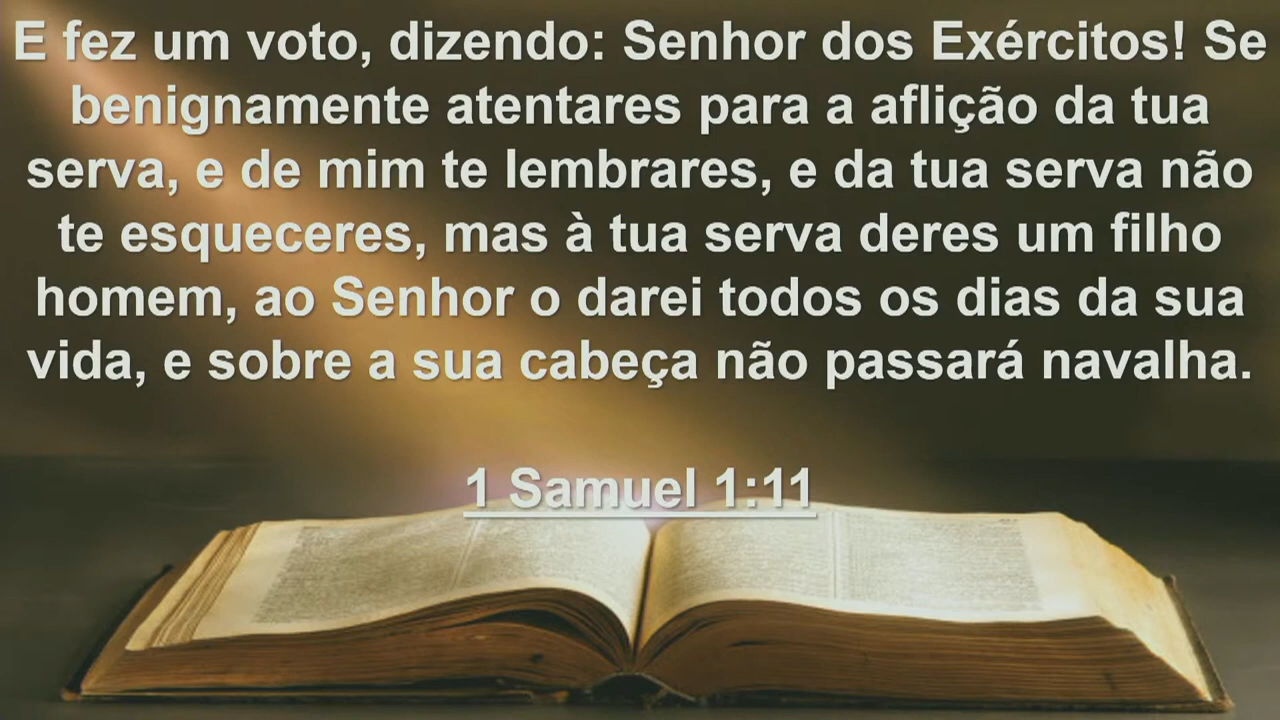 E fez um voto, dizendo: Senhor dos Exércitos! Se
benignamente atentares para a aflição da tua
serva, e de mim te lembrares, e da tua serva não
te esqueceres, mas à tua serva deres um filho
homem, ao Senhor o darei todos os dias da sua
vida, e sobre a sua cabeça não passará navalha.
1 Samuel 1:11